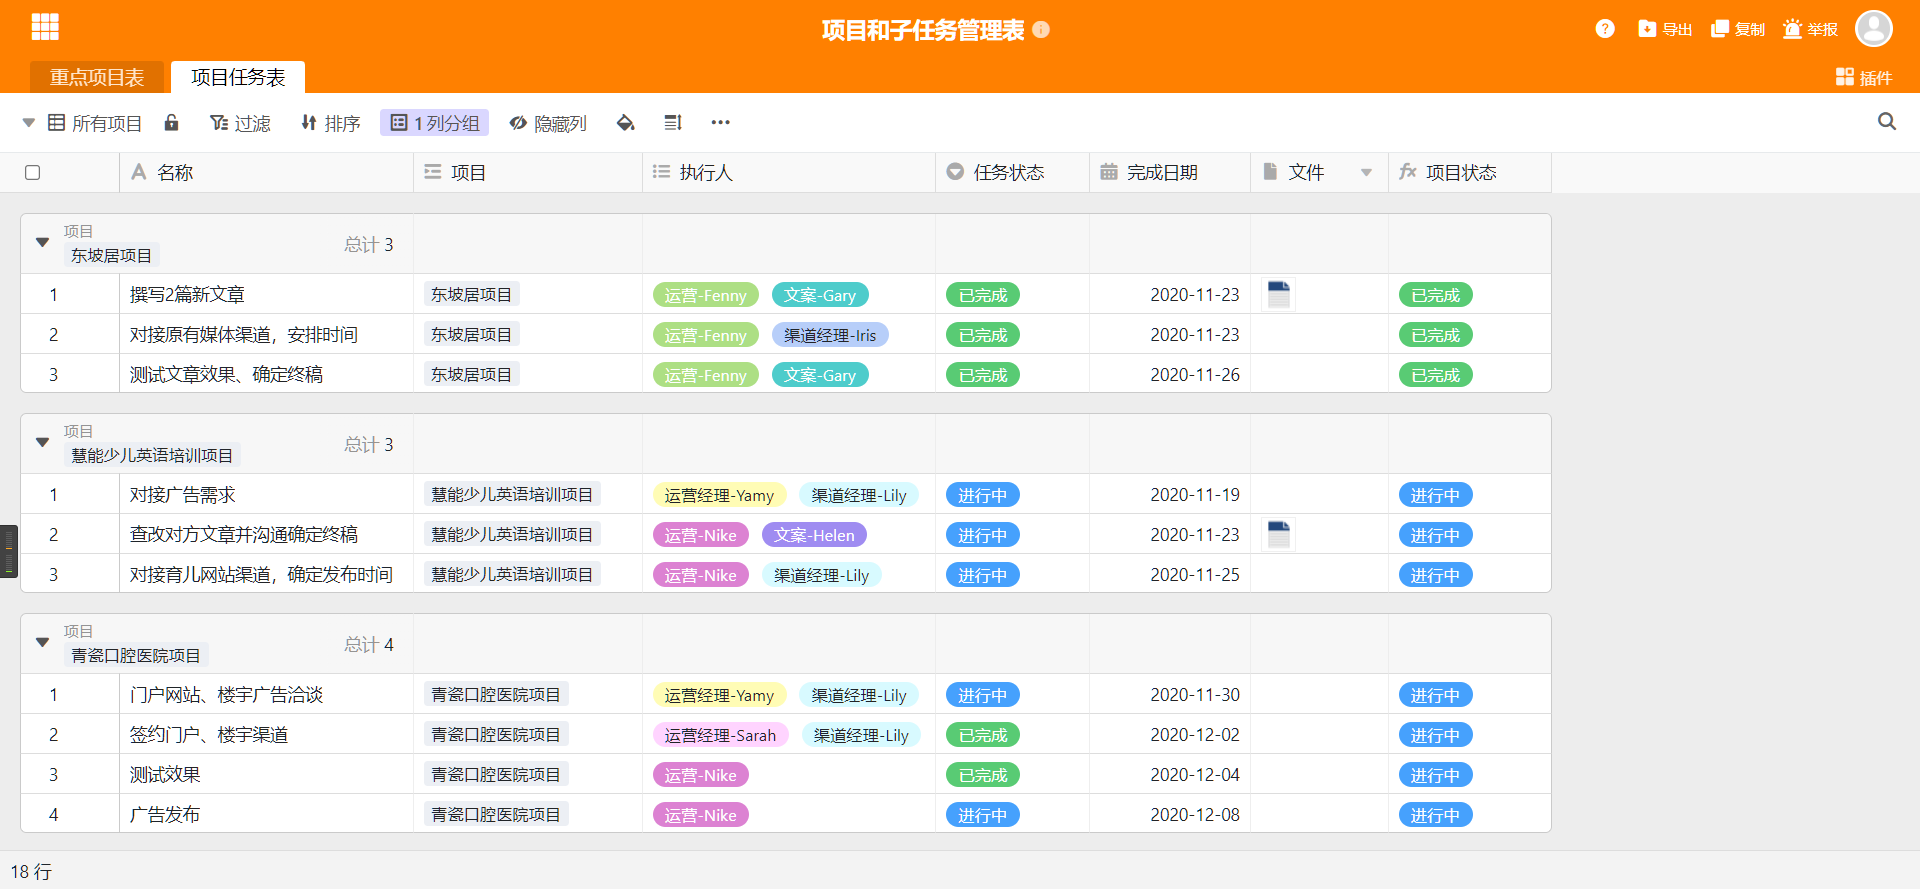 项目和子任务管理表
导出 复制 举报
重点项目表 项目任务表
插件
所有项目 过滤 排序 1 列分组 隐藏列
名称 项目 执行人 任务状态 完成日期 文件 项目状态
项目
东坡居项目 总计 3
1 撰写2篇新文章 东坡居项目 运营-Fenny 文案-Gary 已完成 2020-11-23 已完成
2 对接原有媒体渠道，安排时间 东坡居项目 运营-Fenny 渠道经理-Iris 已完成 2020-11-23 已完成
3 测试文章效果、确定终稿 东坡居项目 运营-Fenny 文案-Gary 已完成 2020-11-26 已完成
项目
慧能少儿英语培训项目 总计 3
1 对接广告需求 慧能少儿英语培训项目 运营经理-Yamy 渠道经理-Lily 进行中 2020-11-19 进行中
2 查改对方文章并沟通确定终稿 慧能少儿英语培训项目 运营-Nike 文案-Helen 进行中 2020-11-23 进行中
3 对接育儿网站渠道，确定发布时间 慧能少儿英语培训项目 运营-Nike 渠道经理-Lily 进行中 2020-11-25 进行中
项目
青瓷口腔医院项目 总计 4
1 门户网站、楼宇广告洽谈 青瓷口腔医院项目 运营经理-Yamy 渠道经理-Lily 进行中 2020-11-30 进行中
2 签约门户、楼宇渠道 青瓷口腔医院项目 运营经理-Sarah 渠道经理-Lily 已完成 2020-12-02 进行中
3 测试效果 青瓷口腔医院项目 运营-Nike 已完成 2020-12-04 进行中
4 广告发布 青瓷口腔医院项目 运营-Nike 进行中 2020-12-08 进行中
18 行